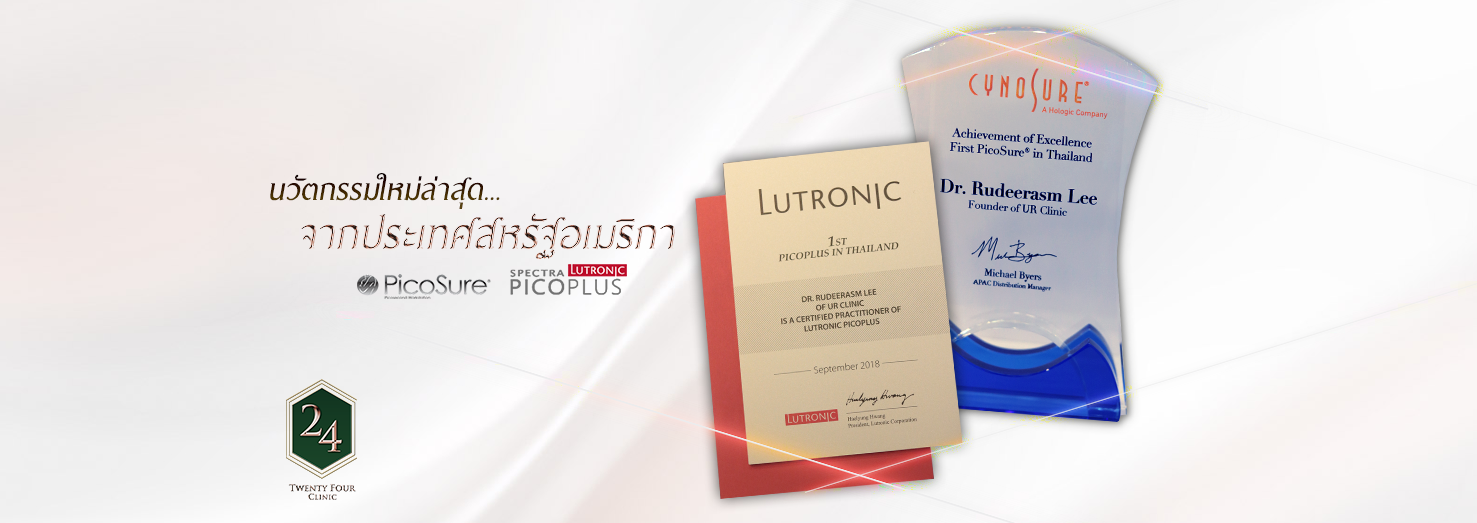 นวัตกรรมใหม่ล่าสุด...
จากประเทศสหรัฐอเมริกา
PicoSure®
SPECTRA LUTRONIC
PICOPLUS
24
TWENTY FOUR
CLINIC
LUTRONIC
1ST
PICOPLUS IN THAILAND
DR. RUDEERASM LEE
OF UR CLINIC
IS A CERTIFIED PRACTITIONER OF
LUTRONIC PICOPLUS
September 2018
LUTRONIC
Haelyung Hwang
President, Lutronic Corporation
CYNOSURE®
A Hologic Company
Achievement of Excellence
First PicoSure® in Thailand
Dr. Rudeerasm Lee
Founder of UR Clinic
Michael Byers
APAC Distribution Manager